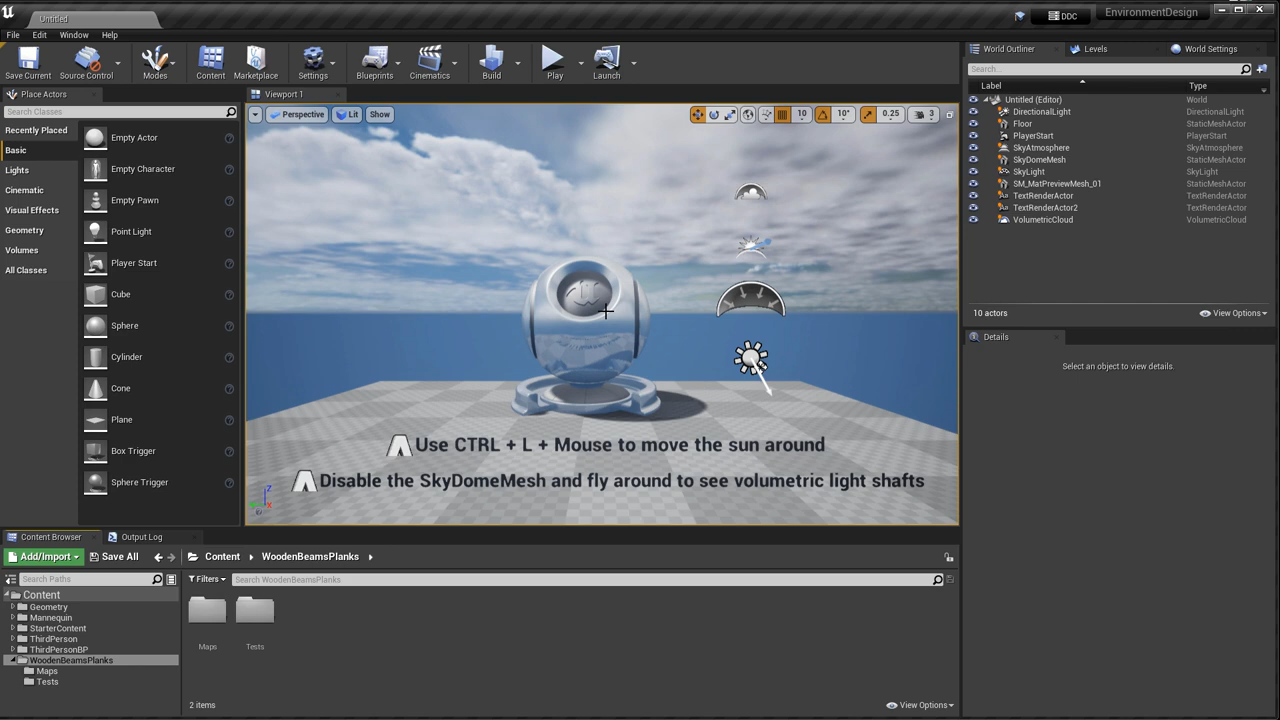 Untitled
DDC
EnvironmentDesign
File Edit Window Help
Save Current
Source Control
Modes
Content
Marketplace
Settings
Blueprints
Cinematics
Build
Play
Launch
Place Actors
Search Classes
Recently Placed
Basic
Lights
Cinematic
Visual Effects
Geometry
Volumes
All Classes
Empty Actor
Empty Character
Empty Pawn
Point Light
Player Start
Cube
Sphere
Cylinder
Cone
Plane
Box Trigger
Sphere Trigger
Viewport 1
Perspective
Lit
Show
10
10°
0.25
3
Use CTRL + L + Mouse to move the sun around
Disable the SkyDomeMesh and fly around to see volumetric light shafts
Z
X
World Outliner
Levels
World Settings
Search...
Label Type
Untitled (Editor) World
DirectionalLight DirectionalLight
Floor StaticMeshActor
PlayerStart PlayerStart
SkyAtmosphere SkyAtmosphere
SkyDomeMesh StaticMeshActor
SkyLight SkyLight
SM_MatPreviewMesh_01 StaticMeshActor
TextRenderActor TextRenderActor
TextRenderActor2 TextRenderActor
VolumetricCloud VolumetricCloud
10 actors
View Options
Details
Select an object to view details.
Content Browser
Output Log
Add/Import
Save All
Content
WoodenBeamsPlanks
Search Paths
Filters
Search WoodenBeamsPlanks
Content
Geometry
Mannequin
StarterContent
ThirdPerson
ThirdPersonBP
WoodenBeamsPlanks
Maps
Tests
Maps
Tests
2 items
View Options